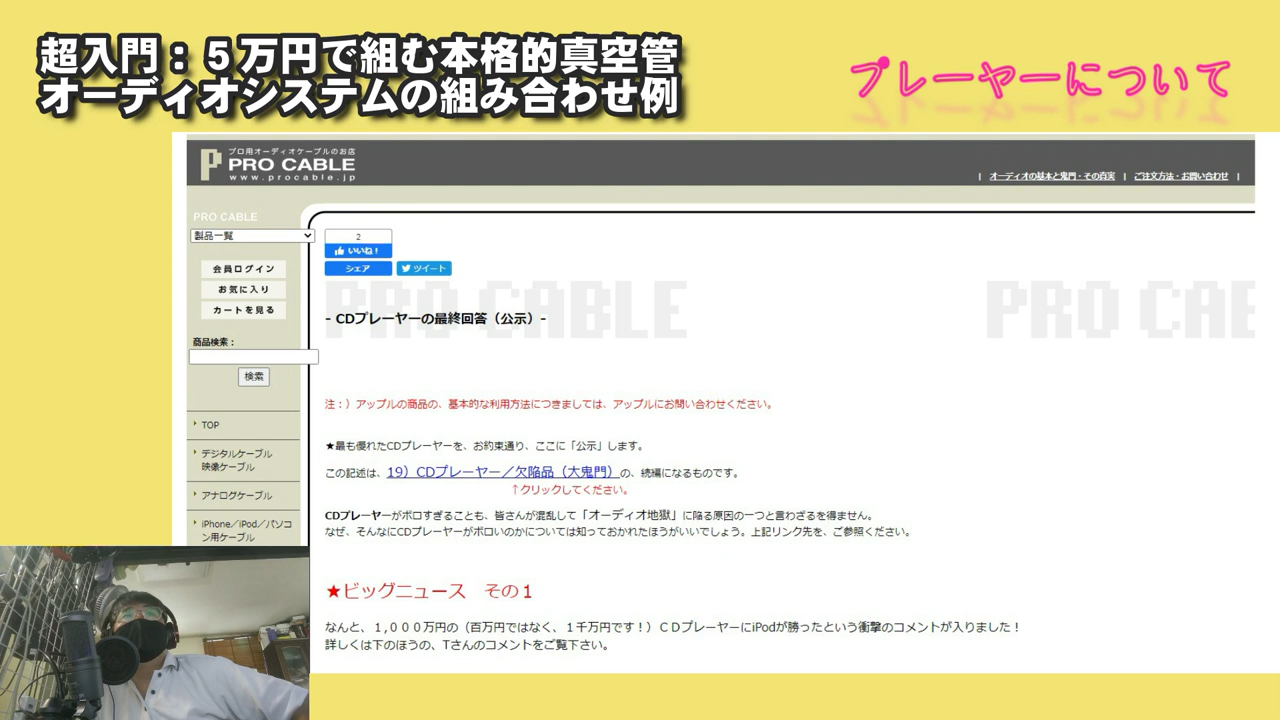 超入門：５万円で組む本格的真空管
オーディオシステムの組み合わせ例
プレーヤーについて
プロ用オーディオケーブルのお店
PRO CABLE
www.procable.jp
| オーディオの基本と鬼門・その真実 | ご注文方法・お問い合わせ |
PRO CABLE
製品一覧
会員ログイン
お気に入り
カートを見る
商品検索：
検索
TOP
デジタルケーブル
映像ケーブル
アナログケーブル
iPhone／iPod／パソコ
ン用ケーブル
2
いいね！
シェア
ツイート
PRO CABLE
PRO CAE
- CDプレーヤーの最終回答（公示）-
注：）アップルの商品の、基本的な利用方法につきましては、アップルにお問い合わせください。
★最も優れたCDプレーヤーを、お約束通り、ここに「公示」します。
この記述は、19）CDプレーヤー／欠陥品（大鬼門）の、続編になるものです。
↑クリックしてください。
CDプレーヤーがボロすぎることも、皆さんが混乱して「オーディオ地獄」に陥る原因の一つと言わざるを得ません。
なぜ、そんなにCDプレーヤーがボロいのかについては知っておかれたほうがいいでしょう。上記リンク先を、ご参照ください。
★ビッグニュース　その１
なんと、１,０００万円の（百万円ではなく、１千万円です！）ＣＤプレーヤーにiPodが勝ったという衝撃のコメントが入りました！
詳しくは下のほうの、Tさんのコメントをご覧下さい。